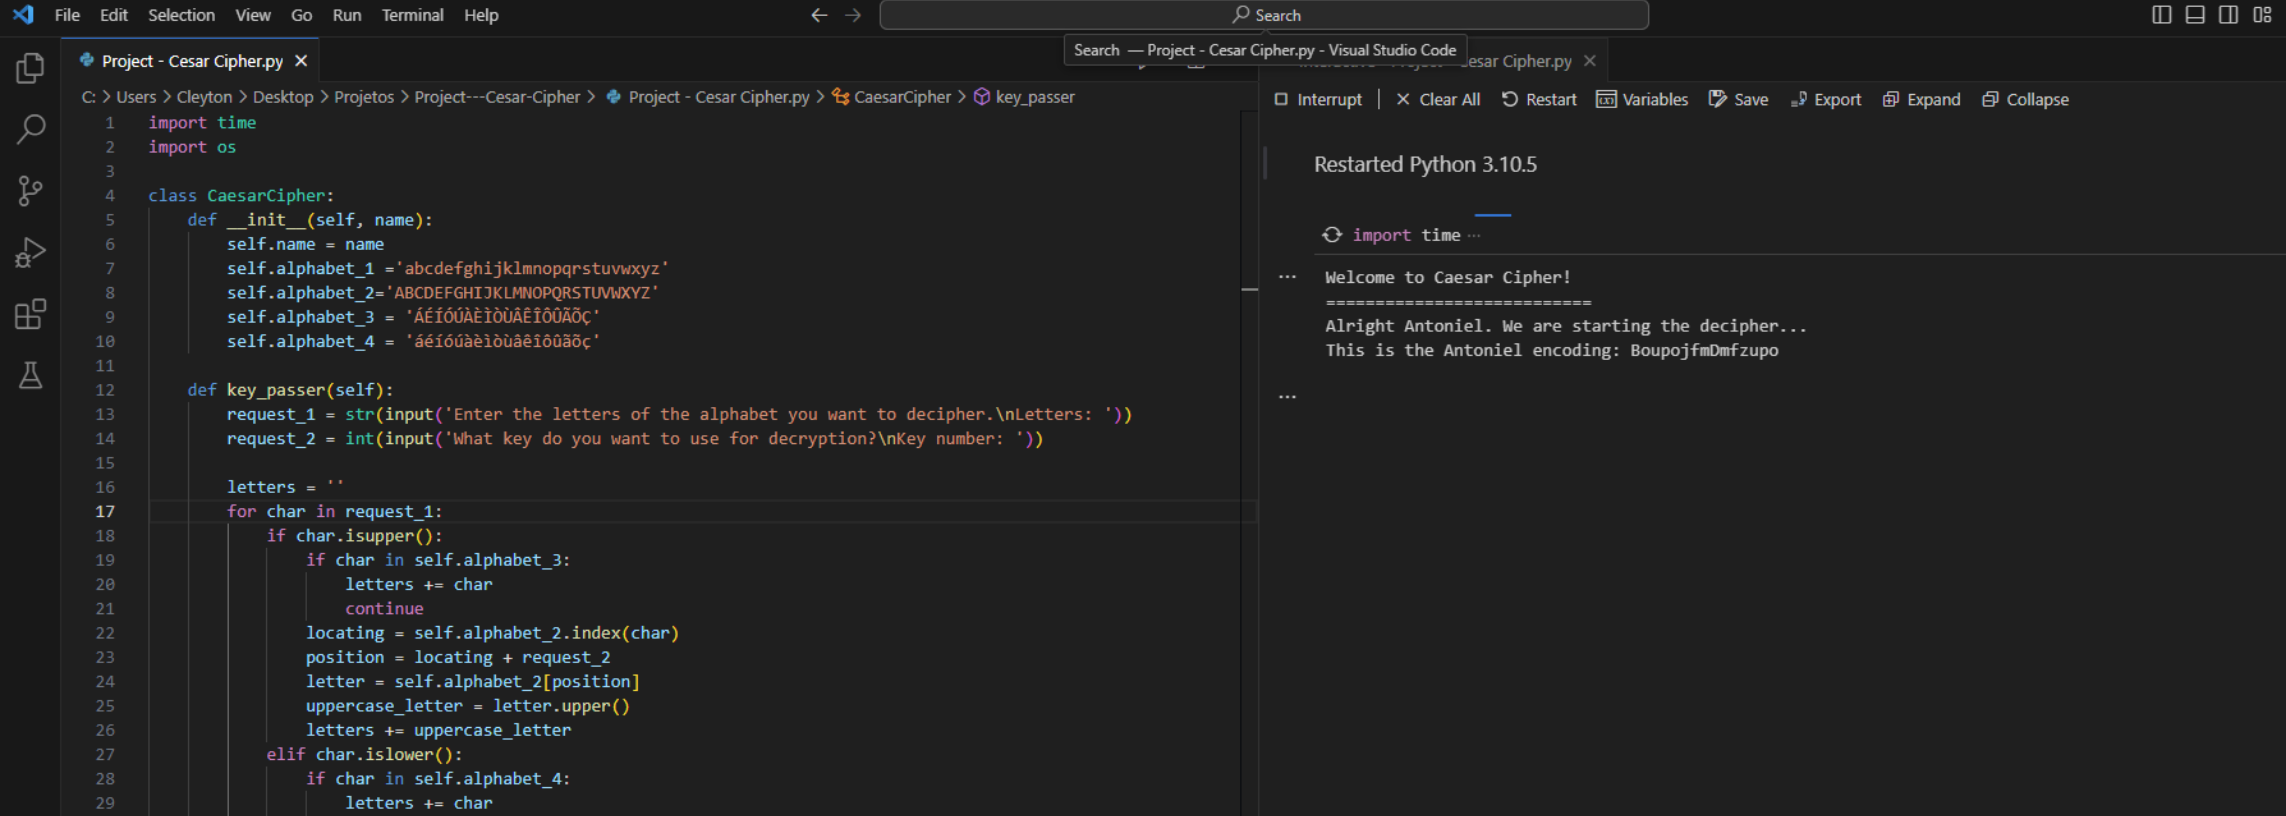 File Edit Selection View Go Run Terminal Help
Search
Project - Cesar Cipher.py
Search — Project - Cesar Cipher.py - Visual Studio Code
esar Cipher.py
C: > Users > Cleyton > Desktop > Projetos > Project---Cesar-Cipher > Project - Cesar Cipher.py > CaesarCipher > key_passer
1 import time
2 import os
3
4 class CaesarCipher:
5 def __init__(self, name):
6 self.name = name
7 self.alphabet_1 ='abcdefghijklmnopqrstuvwxyz'
8 self.alphabet_2='ABCDEFGHIJKLMNOPQRSTUVWXYZ'
9 self.alphabet_3 = 'ÁÉÍÓÚÀÈÌÒÙÂÊÎÔÛÃÕÇ'
10 self.alphabet_4 = 'áéíóúàèìòùâêîôûãõç'
11
12 def key_passer(self):
13 request_1 = str(input('Enter the letters of the alphabet you want to decipher.\nLetters: '))
14 request_2 = int(input('What key do you want to use for decryption?\nKey number: '))
15
16 letters = ''
17 for char in request_1:
18 if char.isupper():
19 if char in self.alphabet_3:
20 letters += char
21 continue
22 locating = self.alphabet_2.index(char)
23 position = locating + request_2
24 letter = self.alphabet_2[position]
25 uppercase_letter = letter.upper()
26 letters += uppercase_letter
27 elif char.islower():
28 if char in self.alphabet_4:
29 letters += char
Interrupt | Clear All Restart Variables Save Export Expand Collapse
Restarted Python 3.10.5
import time ...
... Welcome to Caesar Cipher!
===========================
Alright Antoniel. We are starting the decipher...
This is the Antoniel encoding: BoupojfmDmfzupo
...